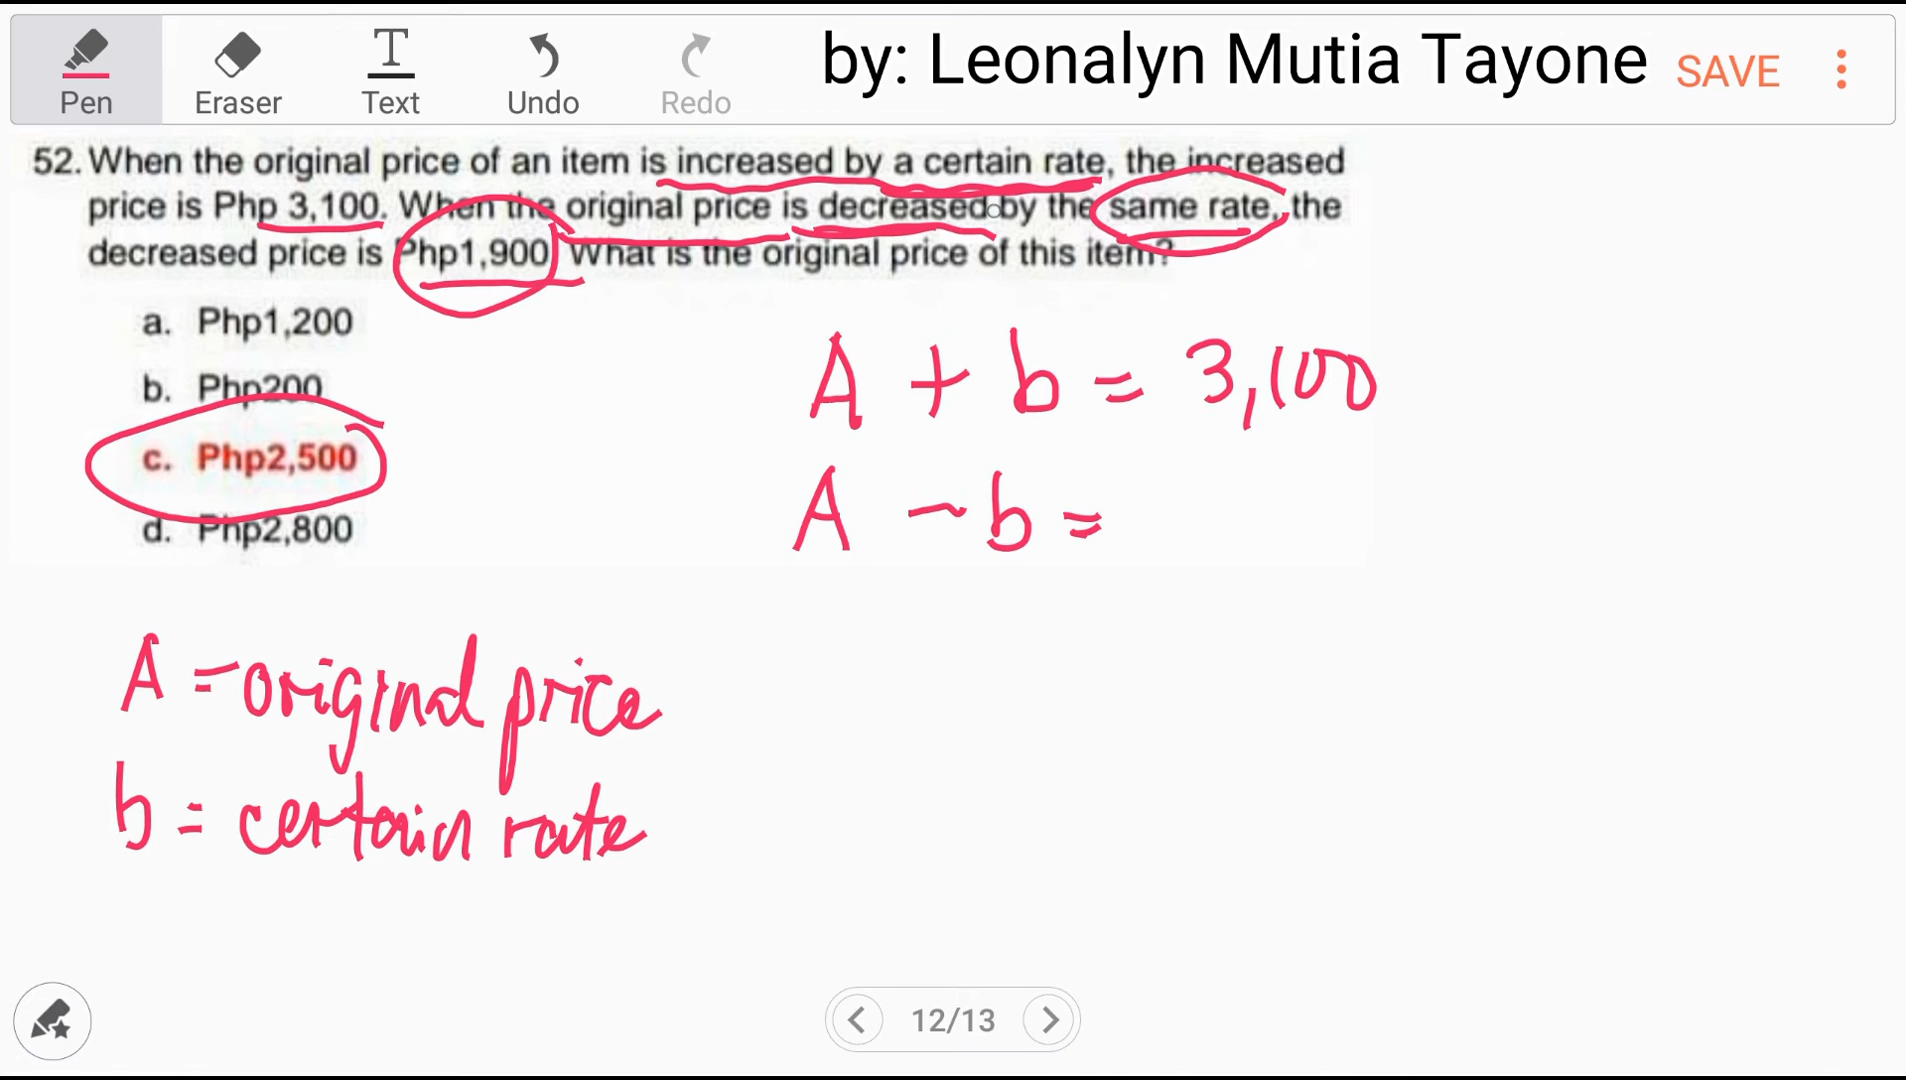 Pen Eraser Text Undo Redo by: Leonalyn Mutia Tayone SAVE
52. When the original price of an item is increased by a certain rate, the increased
price is Php 3,100. When the original price is decreased by the same rate, the
decreased price is Php1,900. What is the original price of this item?
a. Php1,200
b. Php200
c. Php2,500
d. Php2,800
A + b = 3,100
A - b =
A = original price
b = certain rate
12/13